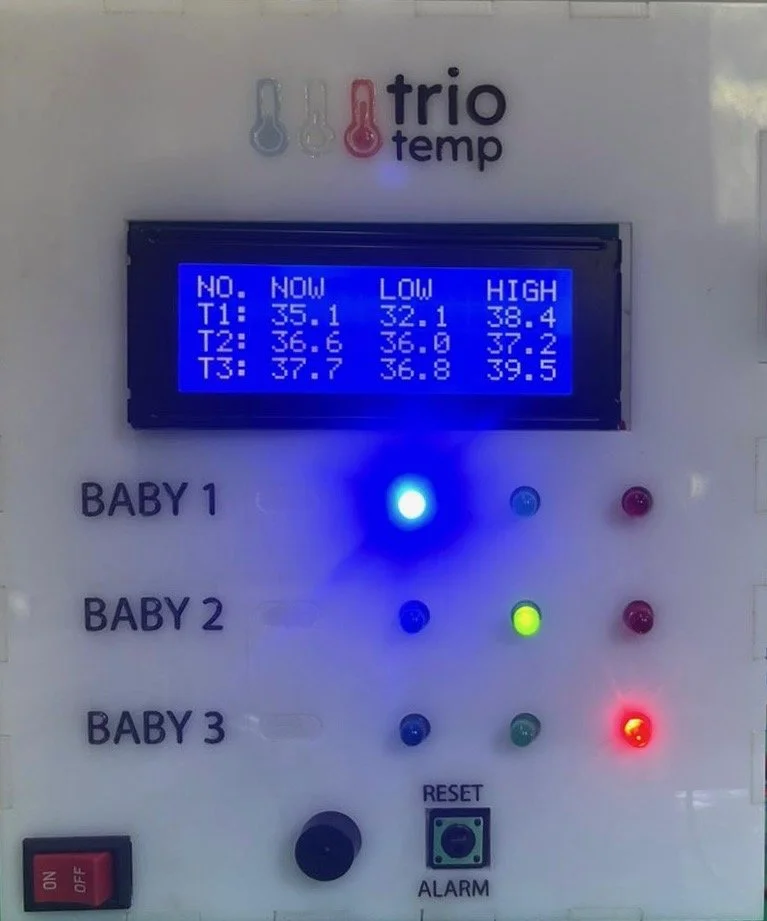 trio
temp
NO. NOW LOW HIGH
T1: 35.1 32.1 38.4
T2: 36.6 36.0 37.2
T3: 37.7 36.8 39.5
BABY 1
BABY 2
BABY 3
RESET
ON OFF
ALARM